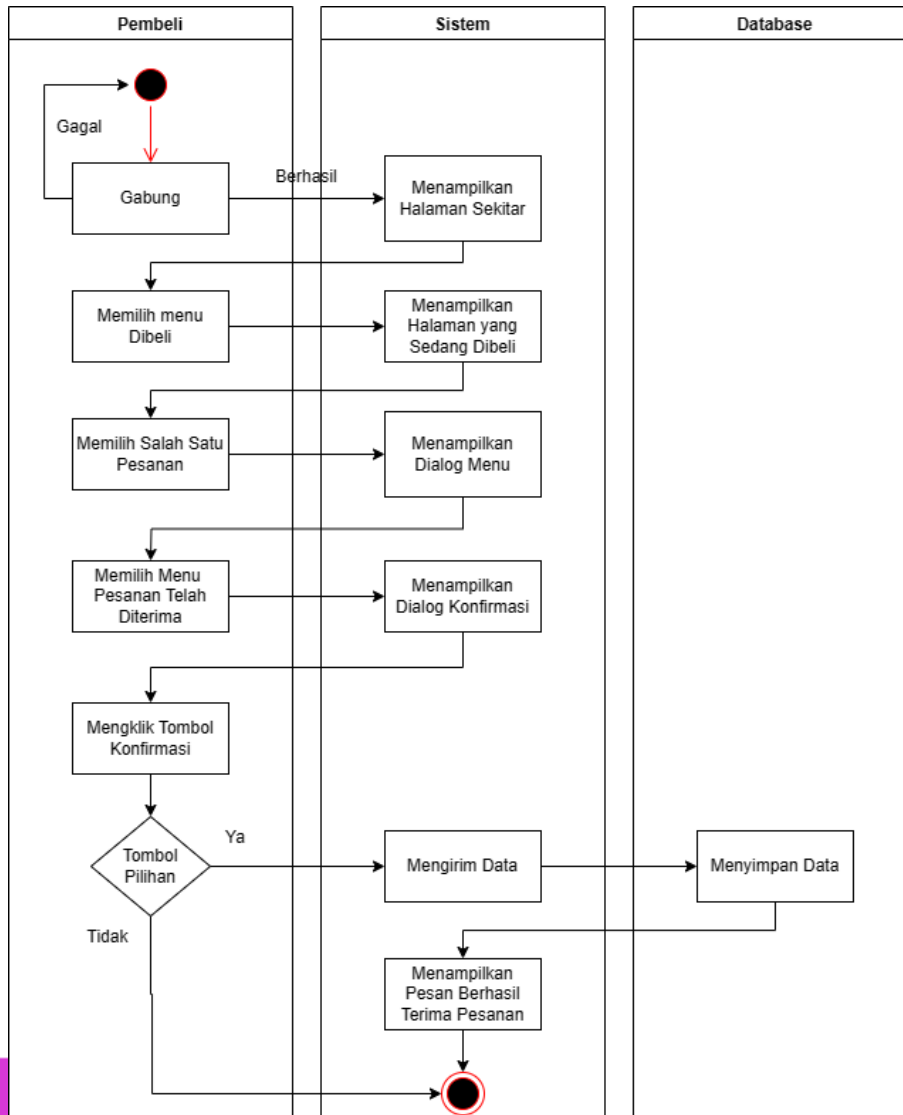 Pembeli
Sistem
Database
Gagal
Gabung
Berhasil
Menampilkan
Halaman Sekitar
Memilih menu
Dibeli
Menampilkan
Halaman yang
Sedang Dibeli
Memilih Salah Satu
Pesanan
Menampilkan
Dialog Menu
Memilih Menu
Pesanan Telah
Diterima
Menampilkan
Dialog Konfirmasi
Mengklik Tombol
Konfirmasi
Tombol
Pilihan
Ya
Mengirim Data
Menyimpan Data
Tidak
Menampilkan
Pesan Berhasil
Terima Pesanan